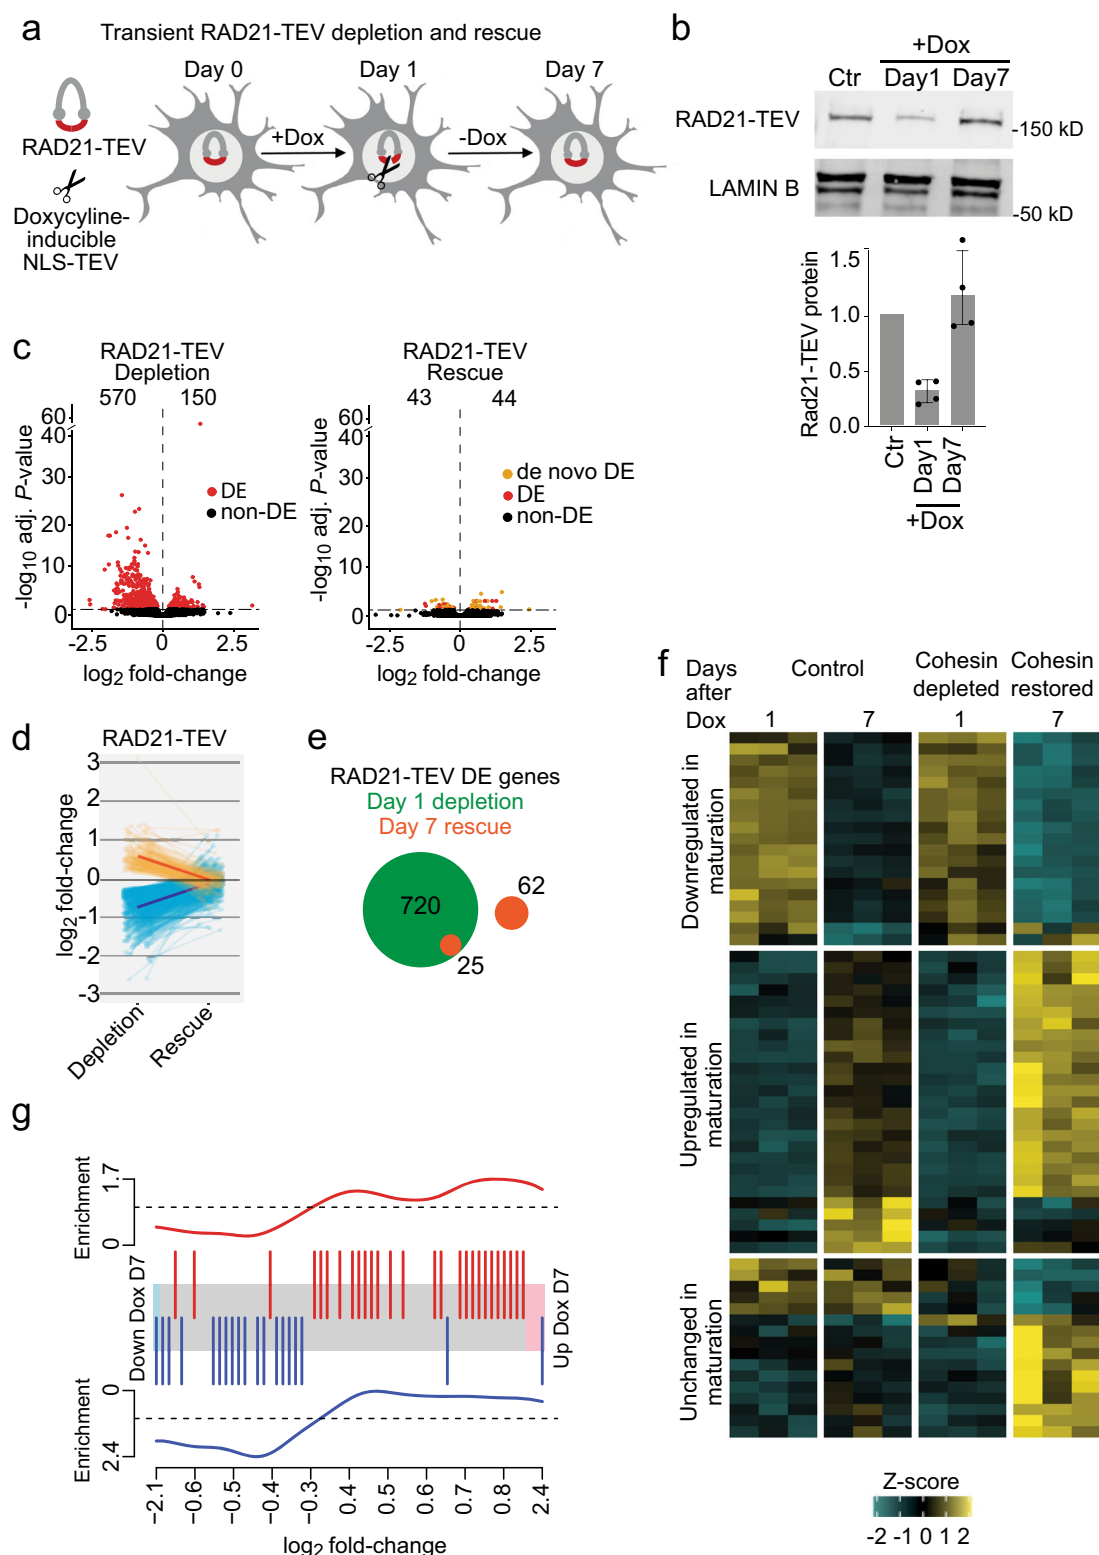 a
Transient RAD21-TEV depletion and rescue
Day 0
Day 1
Day 7
RAD21-TEV
+Dox
-Dox
Doxycyline-
inducible
NLS-TEV
b
+Dox
Ctr
Day1
Day7
RAD21-TEV
-150 kD
LAMIN B
-50 kD
Rad21-TEV protein
1.5
1.0
0.5
0.0
Ctr
Day1
Day7
+Dox
c
RAD21-TEV
Depletion
570
150
-log10 adj. P-value
60
40
30
20
10
0
DE
non-DE
-2.5
0
2.5
log2 fold-change
RAD21-TEV
Rescue
43
44
-log10 adj. P-value
60
40
30
20
10
0
de novo DE
DE
non-DE
-2.5
0
2.5
log2 fold-change
d
RAD21-TEV
log2 fold-change
3
2
1
0
-1
-2
-3
Depletion
Rescue
e
RAD21-TEV DE genes
Day 1 depletion
Day 7 rescue
720
62
25
f
Days
after
Dox
Control
Cohesin
depleted
Cohesin
restored
1
7
1
7
Downregulated in
maturation
Upregulated in
maturation
Unchanged in
maturation
Z-score
-2 -1 0 1 2
g
Enrichment
1.7
0
Down Dox D7
Up Dox D7
Enrichment
0
2.4
−2.1
−0.6
−0.5
−0.4
−0.3
0.4
0.4
0.6
0.8
0.8
2.4
log2 fold-change